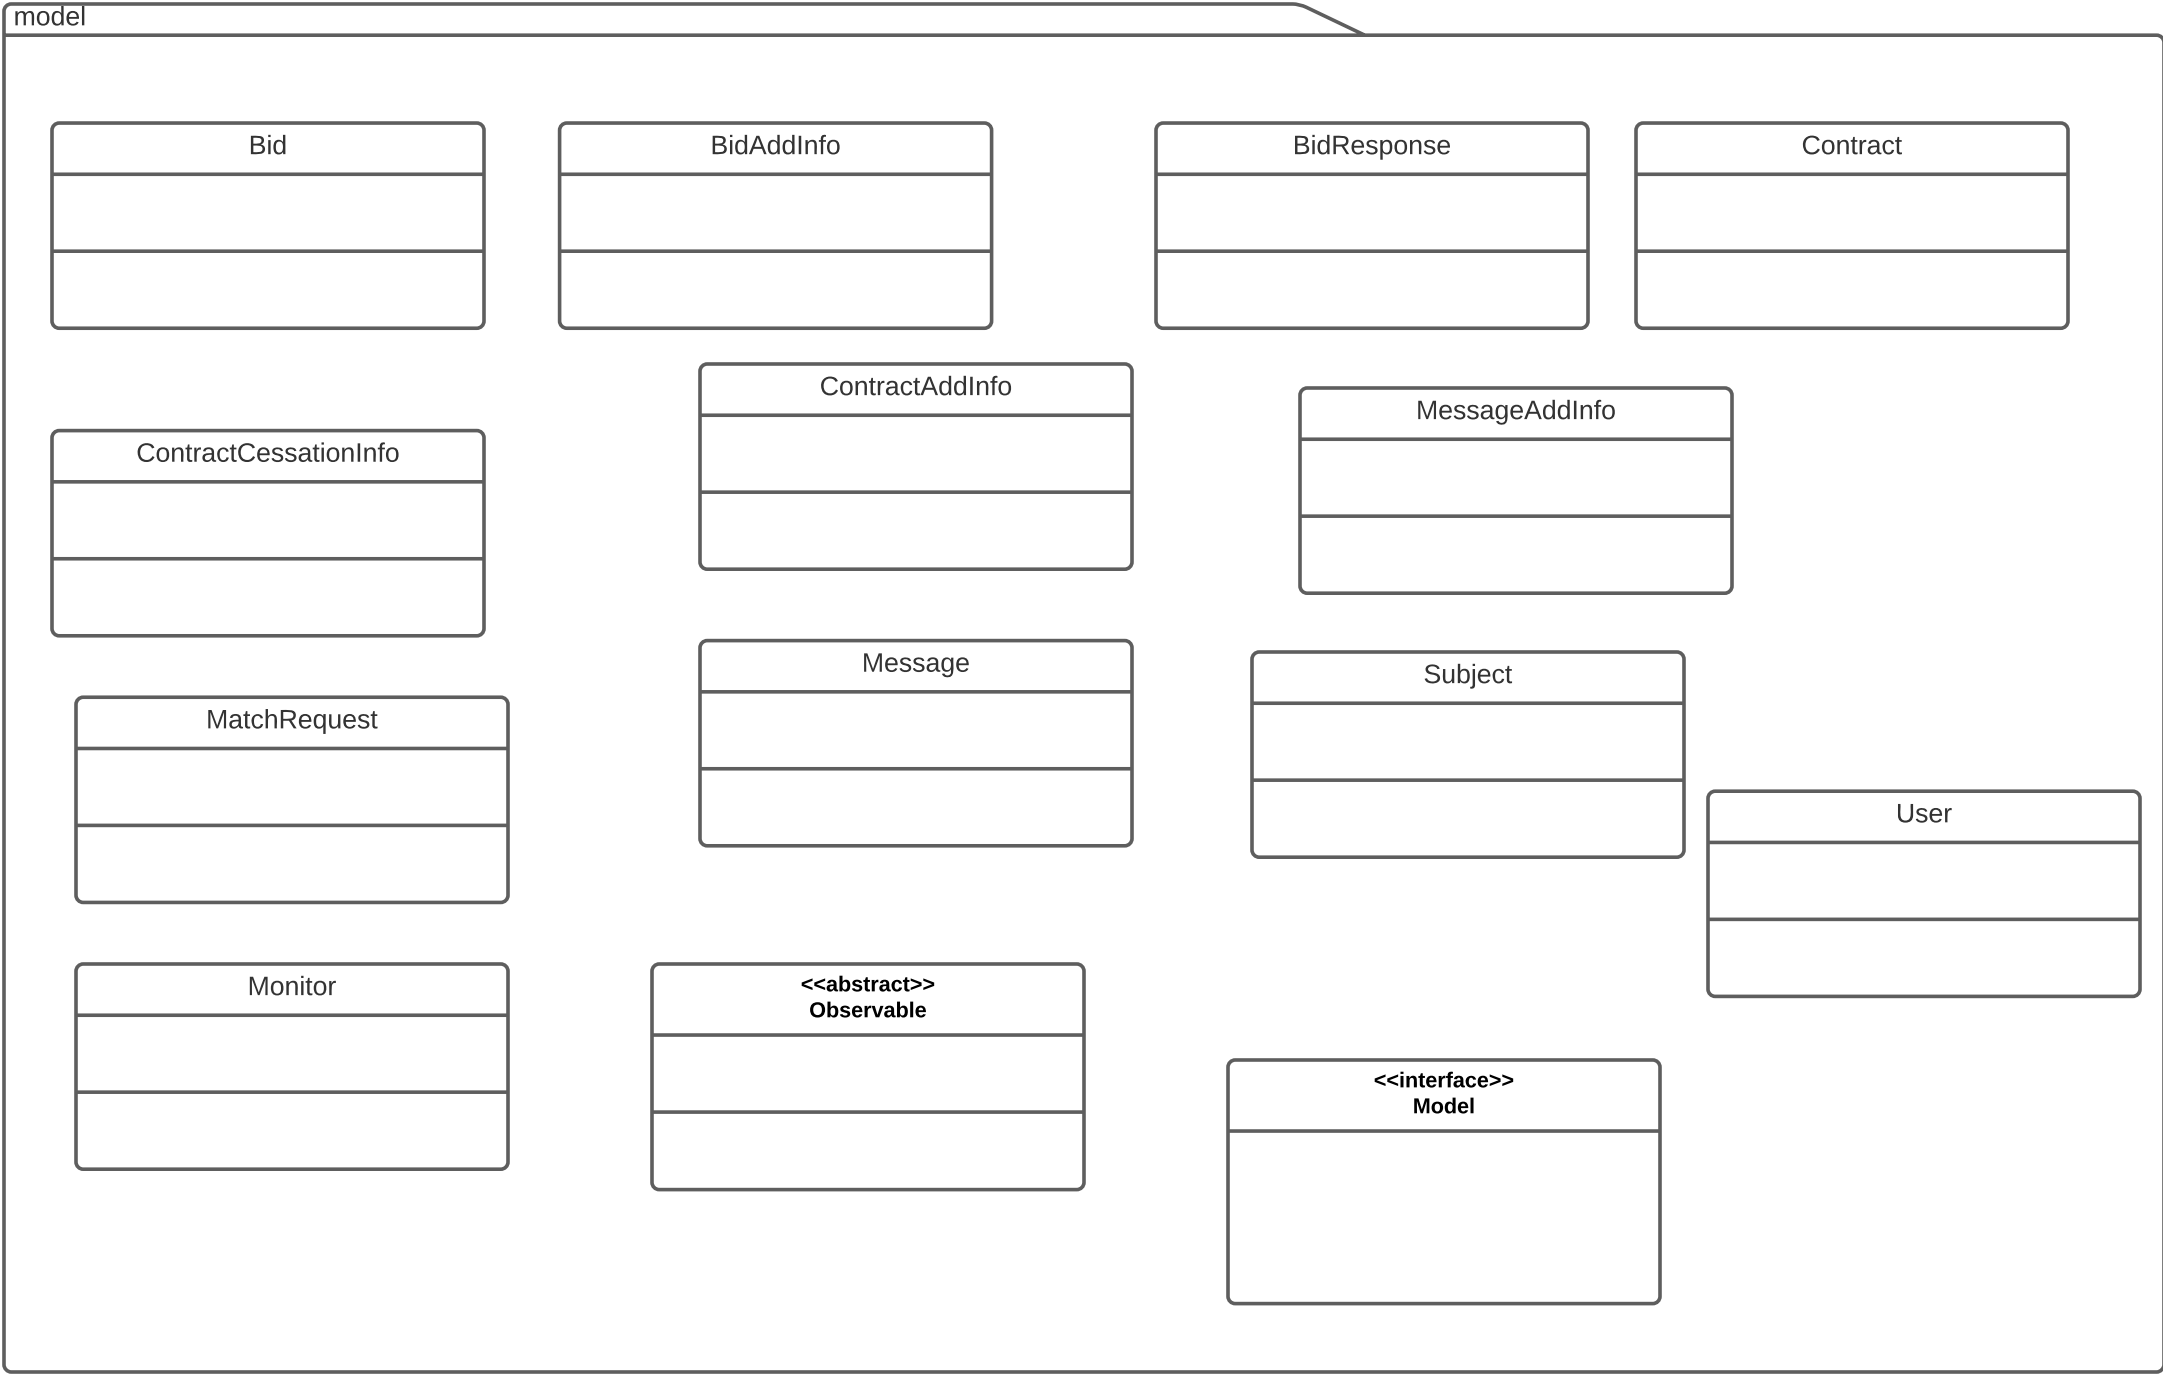 model
Bid
BidAddInfo
BidResponse
Contract
ContractAddInfo
MessageAddInfo
ContractCessationInfo
Message
Subject
MatchRequest
User
Monitor
<<abstract>>
Observable
<<interface>>
Model